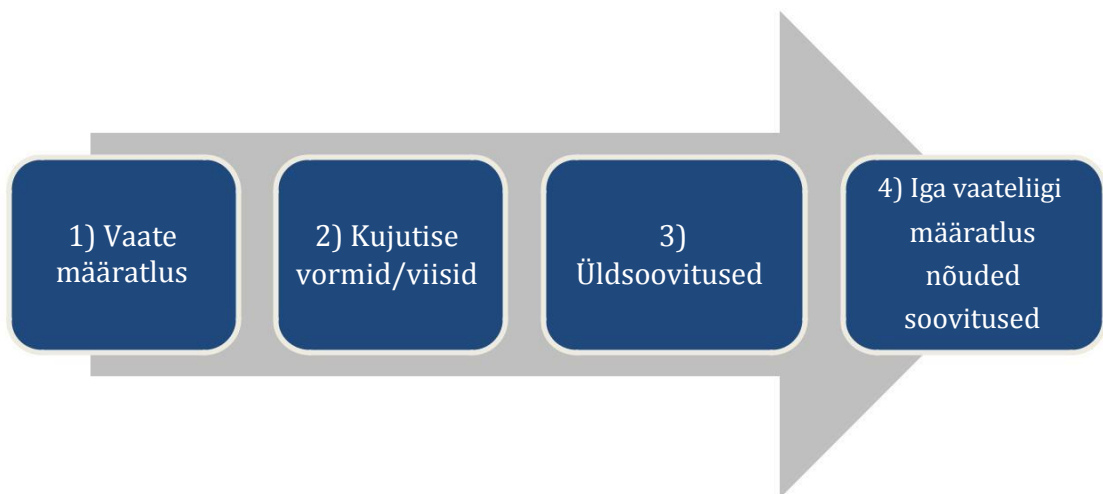 1) Vaate
määratlus
2) Kujutise
vormid/viisid
3)
Üldsoovitused
4) Iga vaateliigi
määratlus
nõuded
soovitused